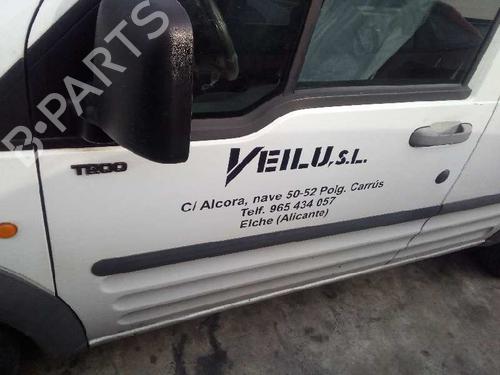 B-PARTS
T200
VEILU, S.L.
C/ Alcora, nave 50-52 Polg. Carrús
Telf. 965 434 057
Elche (Alicante)